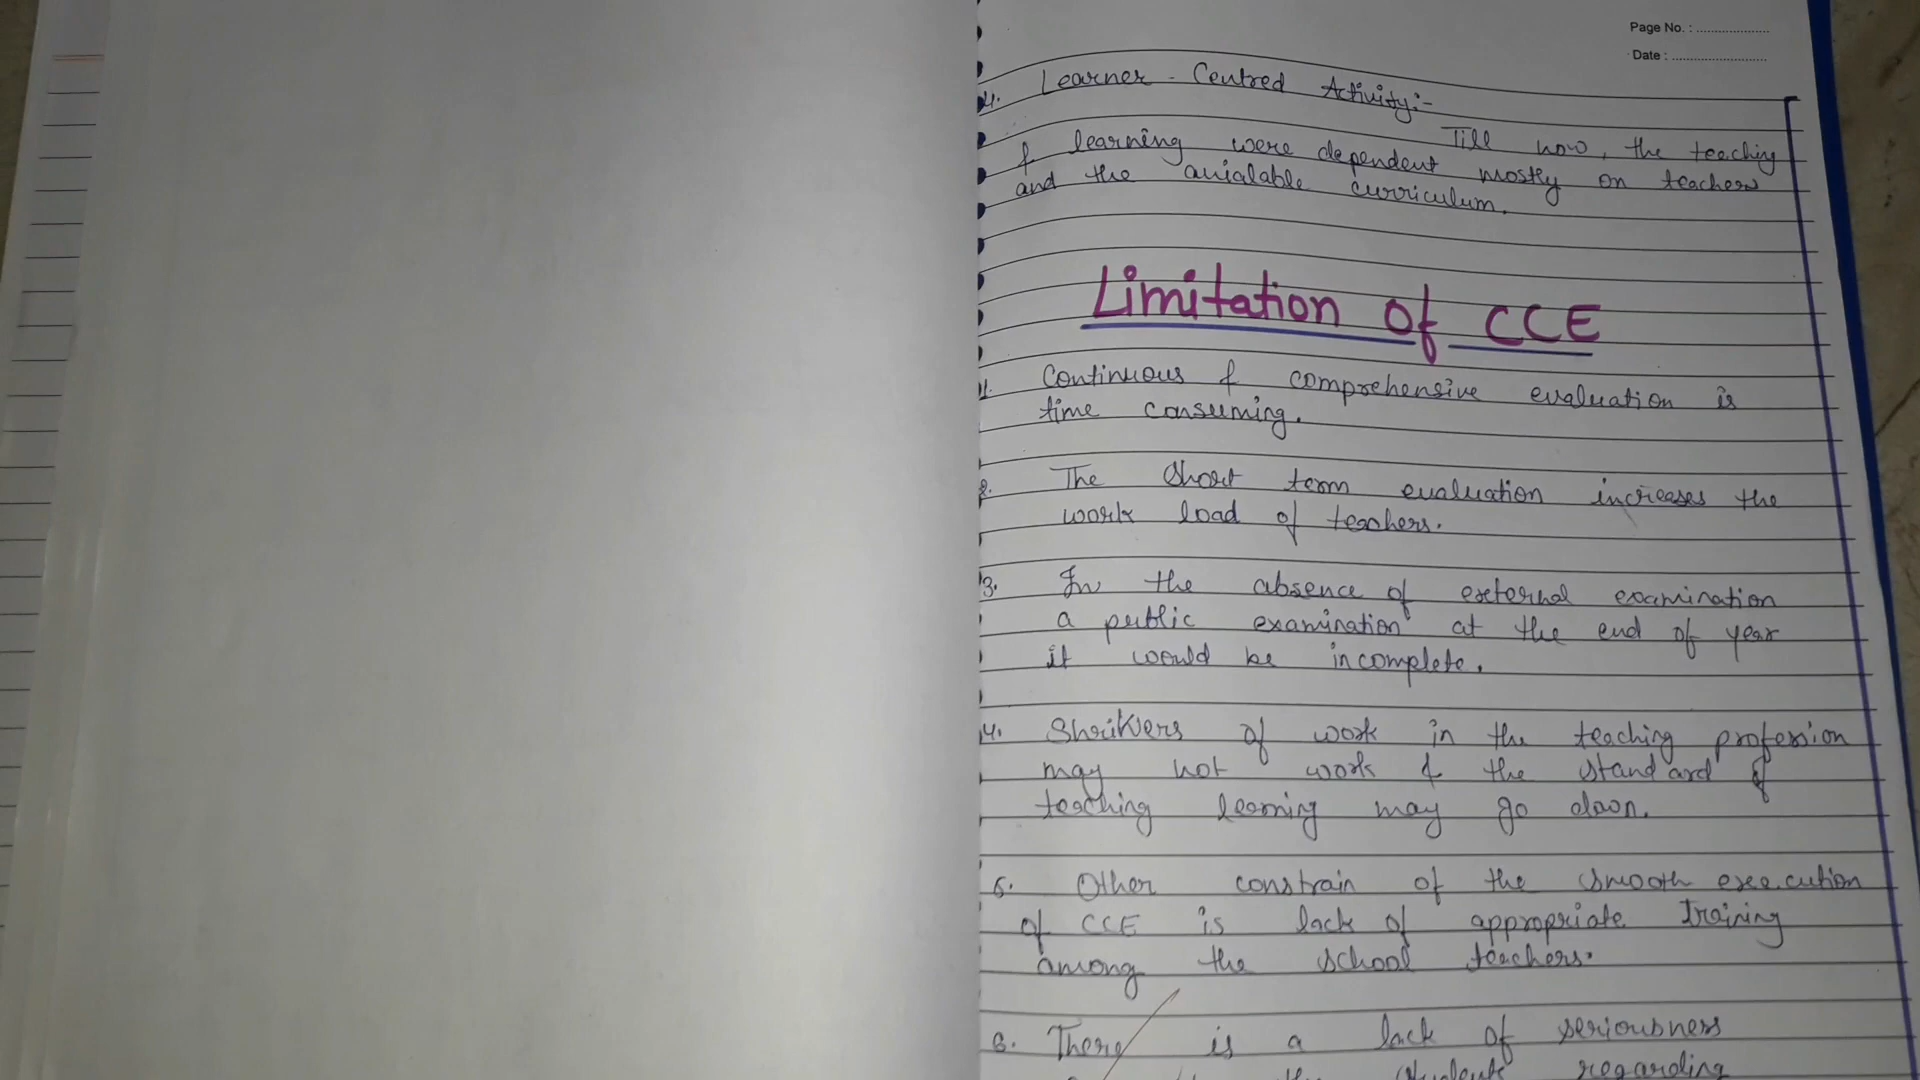 Page No. : ....................
Date : ..........................
4. Learner - Centred Activity:-
Till now, the teaching
& learning were dependent mostly on teachers
and the avialable curriculum.
Limitation of CCE
1. Continuous & comprehensive evaluation is
time consuming.
2. The Short term evaluation increases the
work load of teachers.
3. In the absence of external examination
a public examination at the end of year
it would be incomplete.
4. Shrikers of work in the teaching profession
may not work & the standard of
teaching learning may go down.
5. Other constrain of the smooth execution
of CCE is lack of appropriate training
among the school teachers.
6. There is a lack of seriousness
the students regarding